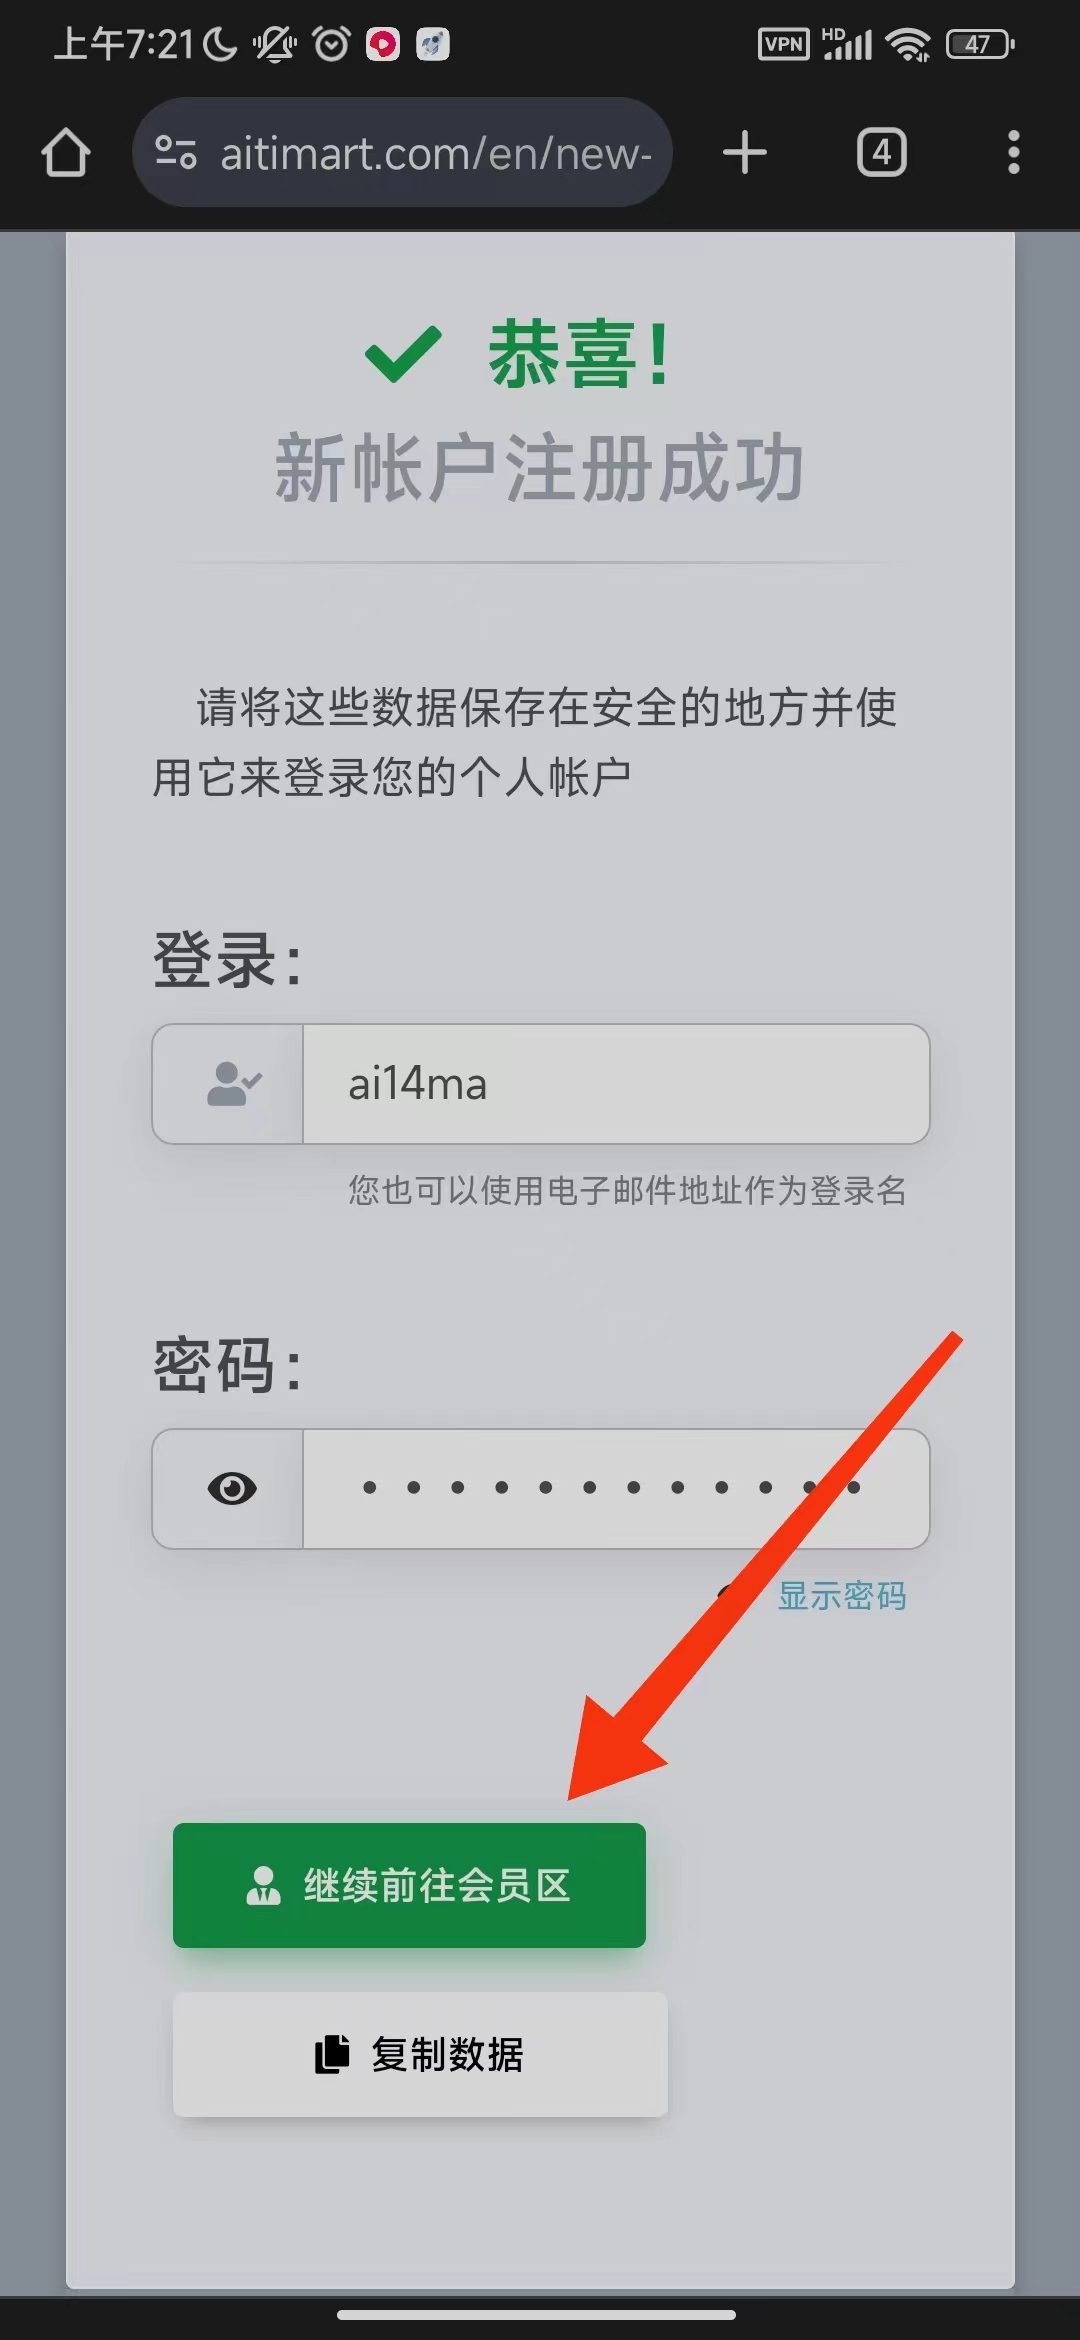 上午7:21
VPN HD 47
aitimart.com/en/new-
4
恭喜!
新帐户注册成功
请将这些数据保存在安全的地方并使
用它来登录您的个人帐户
登录:
ai14ma
您也可以使用电子邮件地址作为登录名
密码:
• • • • • • • • • • • •
显示密码
继续前往会员区
复制数据